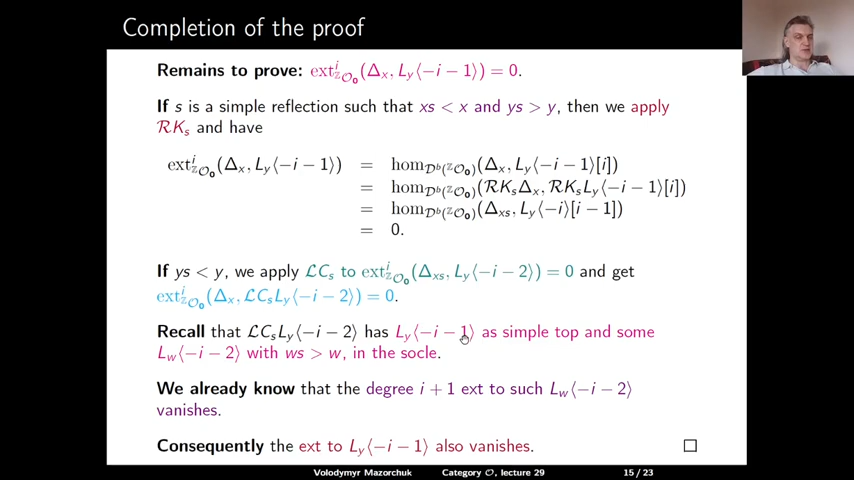 Completion of the proof
Remains to prove: ext^i_{ℤ𝒪₀}(Δ_x, L_y⟨−i − 1⟩) = 0.
If s is a simple reflection such that xs < x and ys > y, then we apply
ℛK_s and have
ext^i_{ℤ𝒪₀}(Δ_x, L_y⟨−i − 1⟩) = hom_{𝒟^b(ℤ𝒪₀)}(Δ_x, L_y⟨−i − 1⟩[i])
= hom_{𝒟^b(ℤ𝒪₀)}(ℛK_sΔ_x, ℛK_sL_y⟨−i − 1⟩[i])
= hom_{𝒟^b(ℤ𝒪₀)}(Δ_{xs}, L_y⟨−i⟩[i − 1])
= 0.
If ys < y, we apply ℒC_s to ext^i_{ℤ𝒪₀}(Δ_{xs}, L_y⟨−i − 2⟩) = 0 and get
ext^i_{ℤ𝒪₀}(Δ_x, ℒC_sL_y⟨−i − 2⟩) = 0.
Recall that ℒC_sL_y⟨−i − 2⟩ has L_y⟨−i − 1⟩ as simple top and some
L_w⟨−i − 2⟩ with ws > w, in the socle.
We already know that the degree i + 1 ext to such L_w⟨−i − 2⟩
vanishes.
Consequently the ext to L_y⟨−i − 1⟩ also vanishes. □
Volodymyr Mazorchuk Category 𝒪, lecture 29 15 / 23